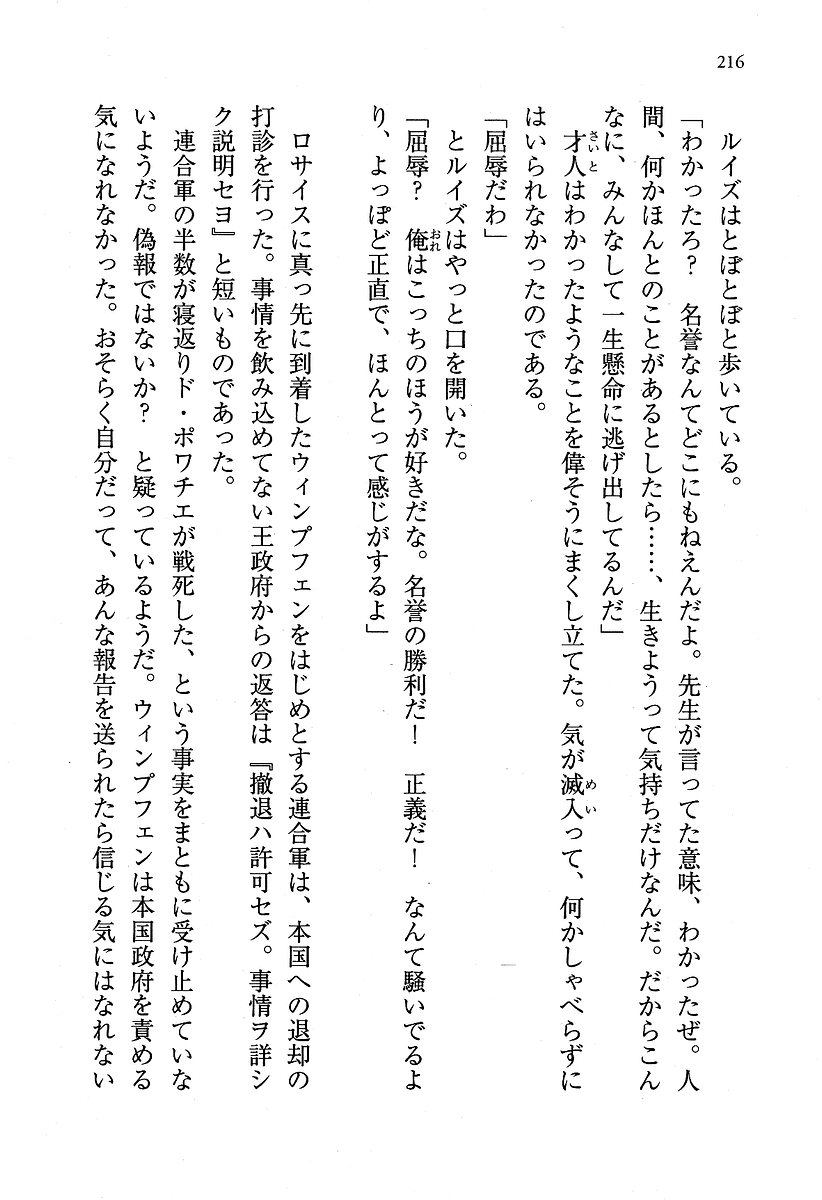 216
　ルイズはとぼとぼと歩いている。
「わかったろ？　名誉なんてどこにもねえんだよ。先生が言ってた意味、わかったぜ。人
間、何かほんとのことがあるとしたら……、生きようって気持ちだけなんだ。だからこん
なに、みんなして一生懸命に逃げ出してるんだ」
　才人はわかったようなことを偉そうにまくし立てた。気が滅入って、何かしゃべらずに
はいられなかったのである。
「屈辱だわ」
　とルイズはやっと口を開いた。
「屈辱？　俺はこっちのほうが好きだな。名誉の勝利だ！　正義だ！　なんて騒いでるよ
り、よっぽど正直で、ほんとって感じがするよ」
　ロサイスに真っ先に到着したウィンプフェンをはじめとする連合軍は、本国への退却の
打診を行った。事情を飲み込めてない王政府からの返答は『撤退ハ許可セズ。事情ヲ詳シ
ク説明セヨ』と短いものであった。
　連合軍の半数が寝返りド・ポワチエが戦死した、という事実をまともに受け止めていな
いようだ。偽報ではないか？　と疑っているようだ。ウィンプフェンは本国政府を責める
気になれなかった。おそらく自分だって、あんな報告を送られたら信じる気にはなれない
さいと
めい
おれ